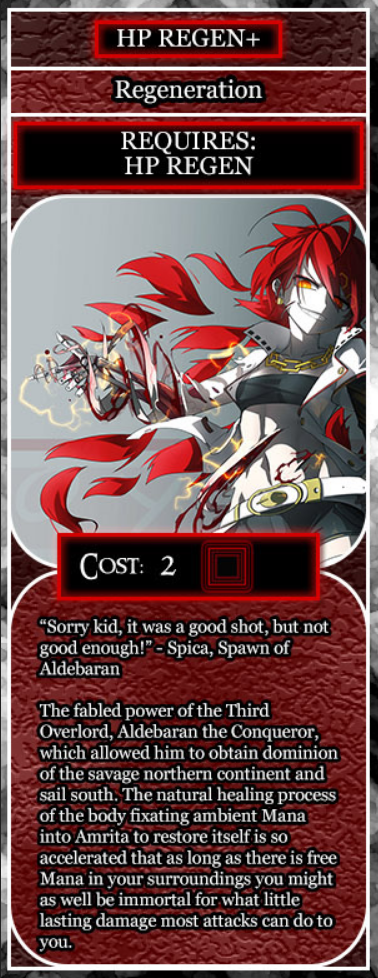 HP REGEN+
Regeneration
REQUIRES:
HP REGEN
COST: 2
“Sorry kid, it was a good shot, but not
good enough!” - Spica, Spawn of
Aldebaran
The fabled power of the Third
Overlord, Aldebaran the Conqueror,
which allowed him to obtain dominion
of the savage northern continent and
sail south. The natural healing process
of the body fixating ambient Mana
into Amrita to restore itself is so
accelerated that as long as there is free
Mana in your surroundings you might
as well be immortal for what little
lasting damage most attacks can do to
you.